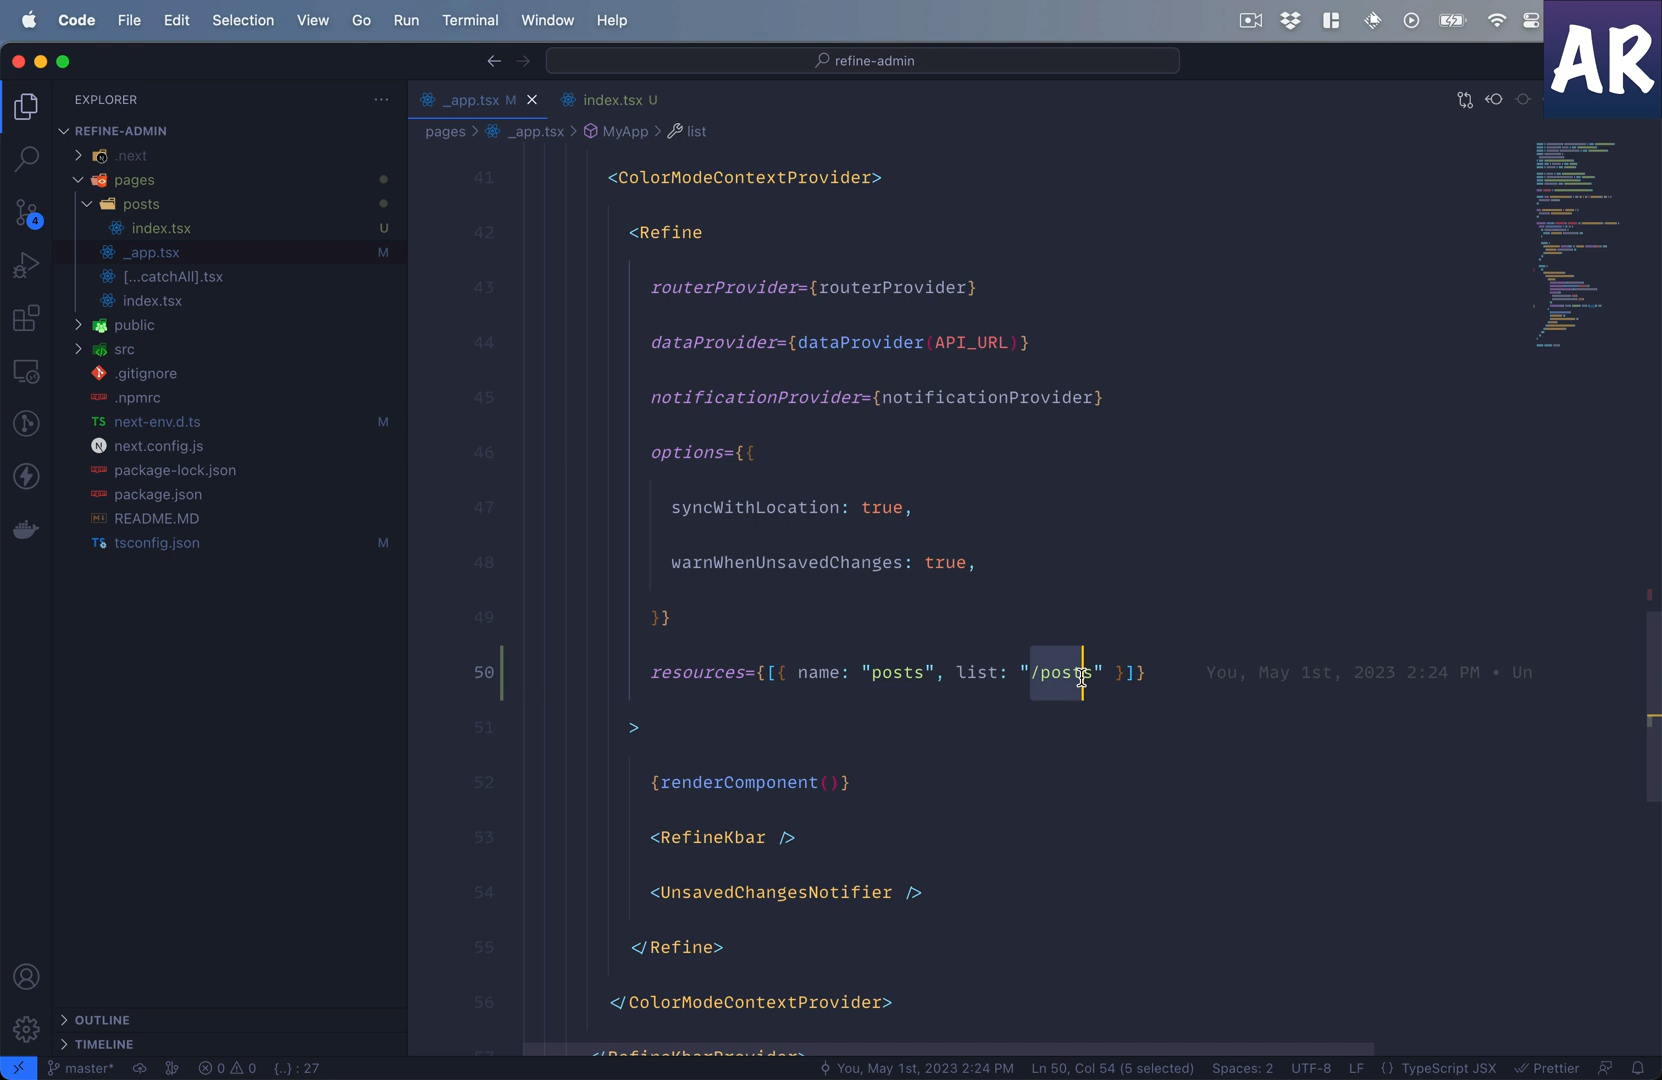 Code File Edit Selection View Go Run Terminal Window Help
AR
refine-admin
EXPLORER
_app.tsx M
index.tsx U
pages > _app.tsx > MyApp > list
REFINE-ADMIN
.next
pages
posts
index.tsx U
_app.tsx M
[...catchAll].tsx
index.tsx
public
src
.gitignore
.npmrc
TS next-env.d.ts M
N next.config.js
package-lock.json
package.json
README.MD
TS tsconfig.json M
4
OUTLINE
TIMELINE
41 <ColorModeContextProvider>
42 <Refine
43 routerProvider={routerProvider}
44 dataProvider={dataProvider(API_URL)}
45 notificationProvider={notificationProvider}
46 options={{
47 syncWithLocation: true,
48 warnWhenUnsavedChanges: true,
49 }}
50 resources={[{ name: "posts", list: "/posts" }]} You, May 1st, 2023 2:24 PM • Un
51 >
52 {renderComponent()}
53 <RefineKbar />
54 <UnsavedChangesNotifier />
55 </Refine>
56 </ColorModeContextProvider>
57 </RefineKbarProvider>
master* 0 0 {..} : 27 You, May 1st, 2023 2:24 PM Ln 50, Col 54 (5 selected) Spaces: 2 UTF-8 LF {} TypeScript JSX Prettier